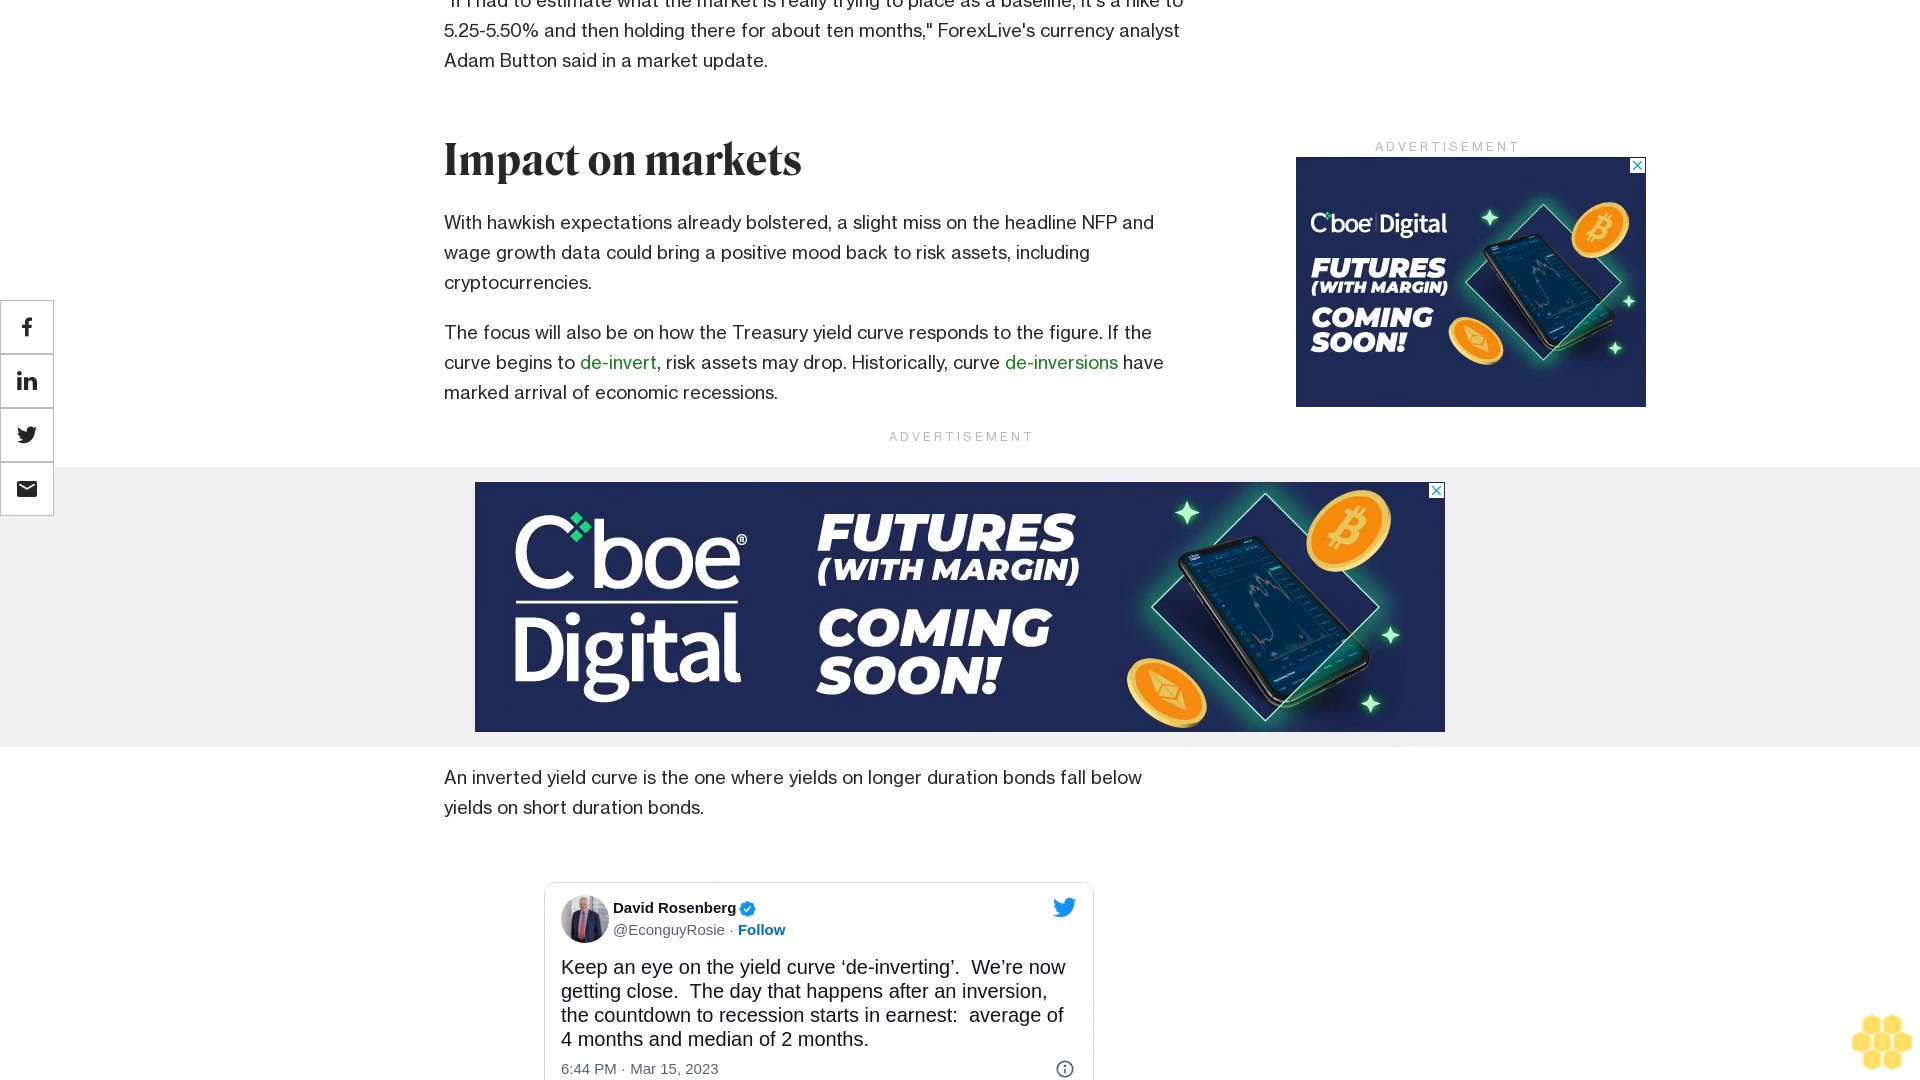 "If I had to estimate what the market is really trying to place as a baseline, it's a hike to
5.25-5.50% and then holding there for about ten months," ForexLive's currency analyst
Adam Button said in a market update.
Impact on markets
With hawkish expectations already bolstered, a slight miss on the headline NFP and
wage growth data could bring a positive mood back to risk assets, including
cryptocurrencies.
The focus will also be on how the Treasury yield curve responds to the figure. If the
curve begins to de-invert, risk assets may drop. Historically, curve de-inversions have
marked arrival of economic recessions.
ADVERTISEMENT
Cboe Digital
FUTURES
(WITH MARGIN)
COMING
SOON!
ADVERTISEMENT
Cboe®
Digital
FUTURES
(WITH MARGIN)
COMING
SOON!
An inverted yield curve is the one where yields on longer duration bonds fall below
yields on short duration bonds.
David Rosenberg
@EconguyRosie · Follow
Keep an eye on the yield curve ‘de-inverting’.  We’re now
getting close.  The day that happens after an inversion,
the countdown to recession starts in earnest:  average of
4 months and median of 2 months.
6:44 PM · Mar 15, 2023